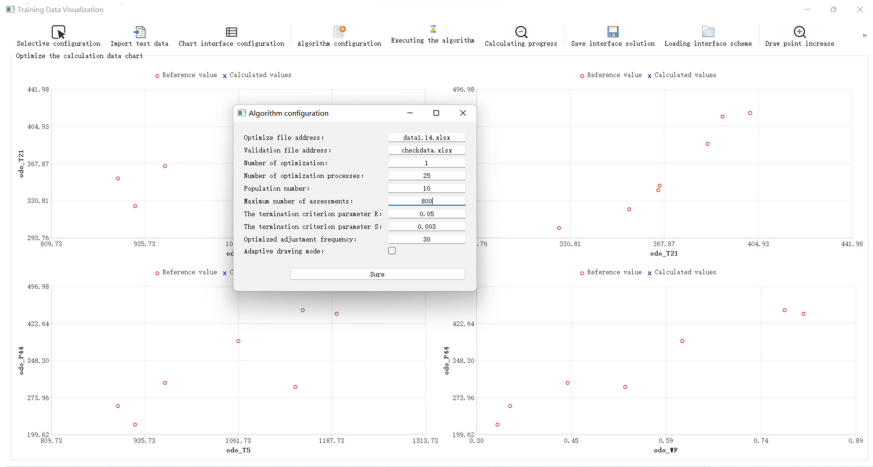 Training Data Visualization
Selective configuration Import test data Chart interface configuration Algorithm configuration Executing the algorithm Calculating progress Save interface solution Loading interface scheme Draw point increase »
Optimize the calculation data chart
Reference value x Calculated values
441.98
404.93
367.87
330.81
293.76
odo_T21
809.73 935.73 10
od
Reference value x Calculated values
496.98
.76 330.81 367.87 404.93 441.98
odo_T21
Algorithm configuration
Optimize file address: data1.14.xlsx
Validation file address: checkdata.xlsx
Number of optimization: 1
Number of optimization processes: 25
Population number: 10
Maximum number of assessments: 800
The termination criterion parameter R: 0.05
The termination criterion parameter S: 0.003
Optimized adjustment frequency: 30
Adaptive drawing mode:
Sure
Reference value x C
496.98
422.64
348.30
273.96
199.62
odo_P44
809.73 935.73 1061.73 1187.73 1313.73
odo_T5
Reference value x Calculated values
422.64
348.30
273.96
199.62
odo_P44
0.30 0.45 0.59 0.74 0.89
odo_WF